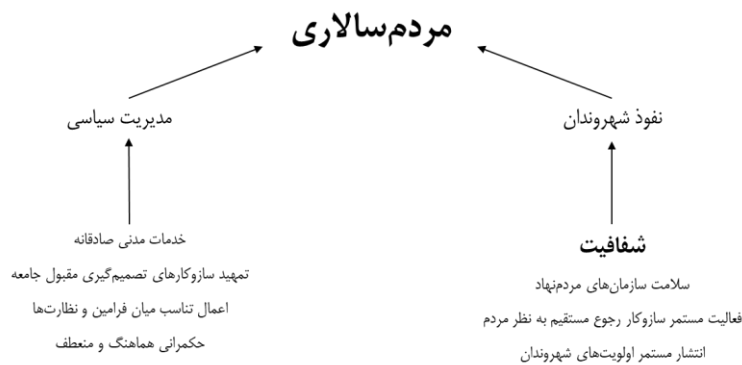 مردم‌سالاری
نفوذ شهروندان
مدیریت سیاسی
شفافیت
سلامت سازمان‌های مردم‌نهاد
فعالیت مستمر سازوکار رجوع مستقیم به نظر مردم
انتشار مستمر اولویت‌های شهروندان
خدمات مدنی صادقانه
تمهید سازوکارهای تصمیم‌گیری مقبول جامعه
اعمال تناسب میان فرامین و نظارت‌ها
حکمرانی هماهنگ و منعطف